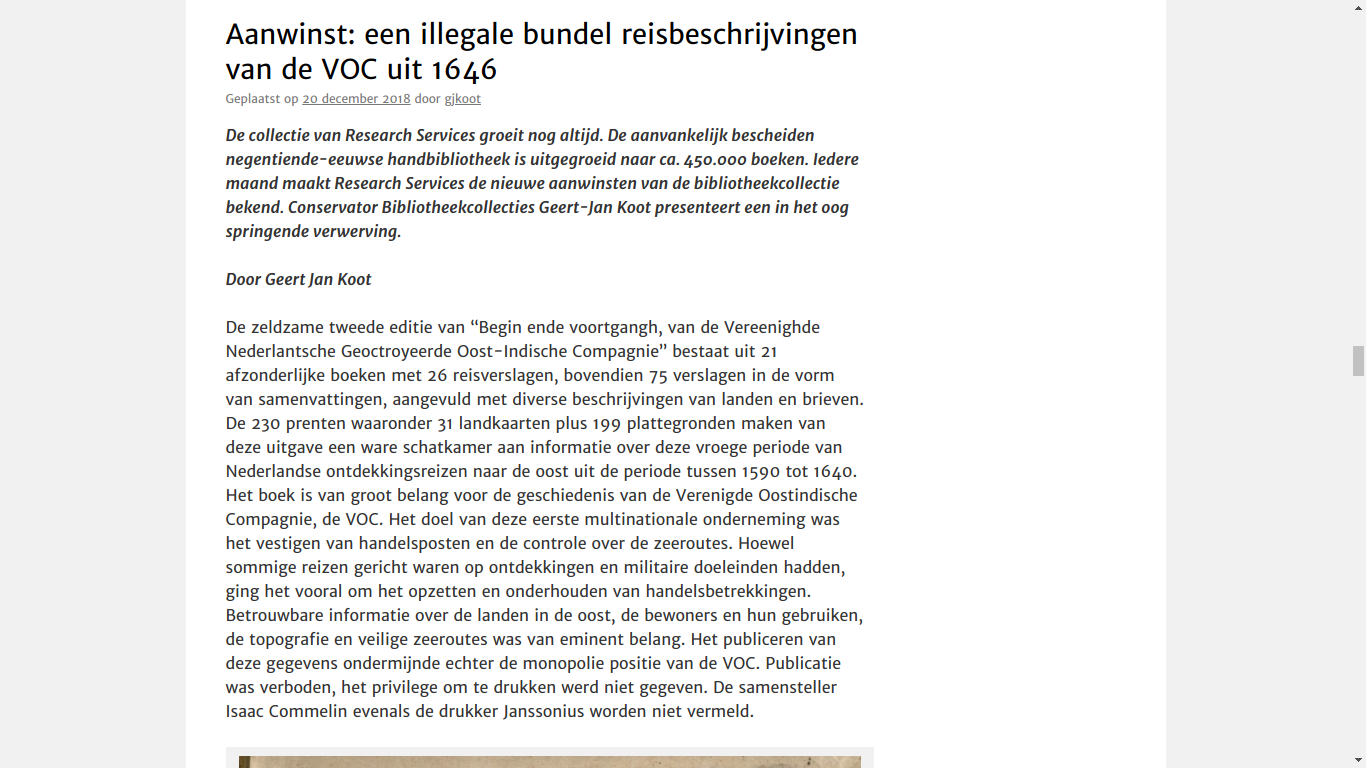 Aanwinst: een illegale bundel reisbeschrijvingen
van de VOC uit 1646
Geplaatst op 20 december 2018 door gjkoot
De collectie van Research Services groeit nog altijd. De aanvankelijk bescheiden
negentiende-eeuwse handbibliotheek is uitgegroeid naar ca. 450.000 boeken. Iedere
maand maakt Research Services de nieuwe aanwinsten van de bibliotheekcollectie
bekend. Conservator Bibliotheekcollecties Geert-Jan Koot presenteert een in het oog
springende verwerving.
Door Geert Jan Koot
De zeldzame tweede editie van “Begin ende voortgangh, van de Vereenighde
Nederlantsche Geoctroyeerde Oost-Indische Compagnie” bestaat uit 21
afzonderlijke boeken met 26 reisverslagen, bovendien 75 verslagen in de vorm
van samenvattingen, aangevuld met diverse beschrijvingen van landen en brieven.
De 230 prenten waaronder 31 landkaarten plus 199 plattegronden maken van
deze uitgave een ware schatkamer aan informatie over deze vroege periode van
Nederlandse ontdekkingsreizen naar de oost uit de periode tussen 1590 tot 1640.
Het boek is van groot belang voor de geschiedenis van de Verenigde Oostindische
Compagnie, de VOC. Het doel van deze eerste multinationale onderneming was
het vestigen van handelsposten en de controle over de zeeroutes. Hoewel
sommige reizen gericht waren op ontdekkingen en militaire doeleinden hadden,
ging het vooral om het opzetten en onderhouden van handelsbetrekkingen.
Betrouwbare informatie over de landen in de oost, de bewoners en hun gebruiken,
de topografie en veilige zeeroutes was van eminent belang. Het publiceren van
deze gegevens ondermijnde echter de monopolie positie van de VOC. Publicatie
was verboden, het privilege om te drukken werd niet gegeven. De samensteller
Isaac Commelin evenals de drukker Janssonius worden niet vermeld.